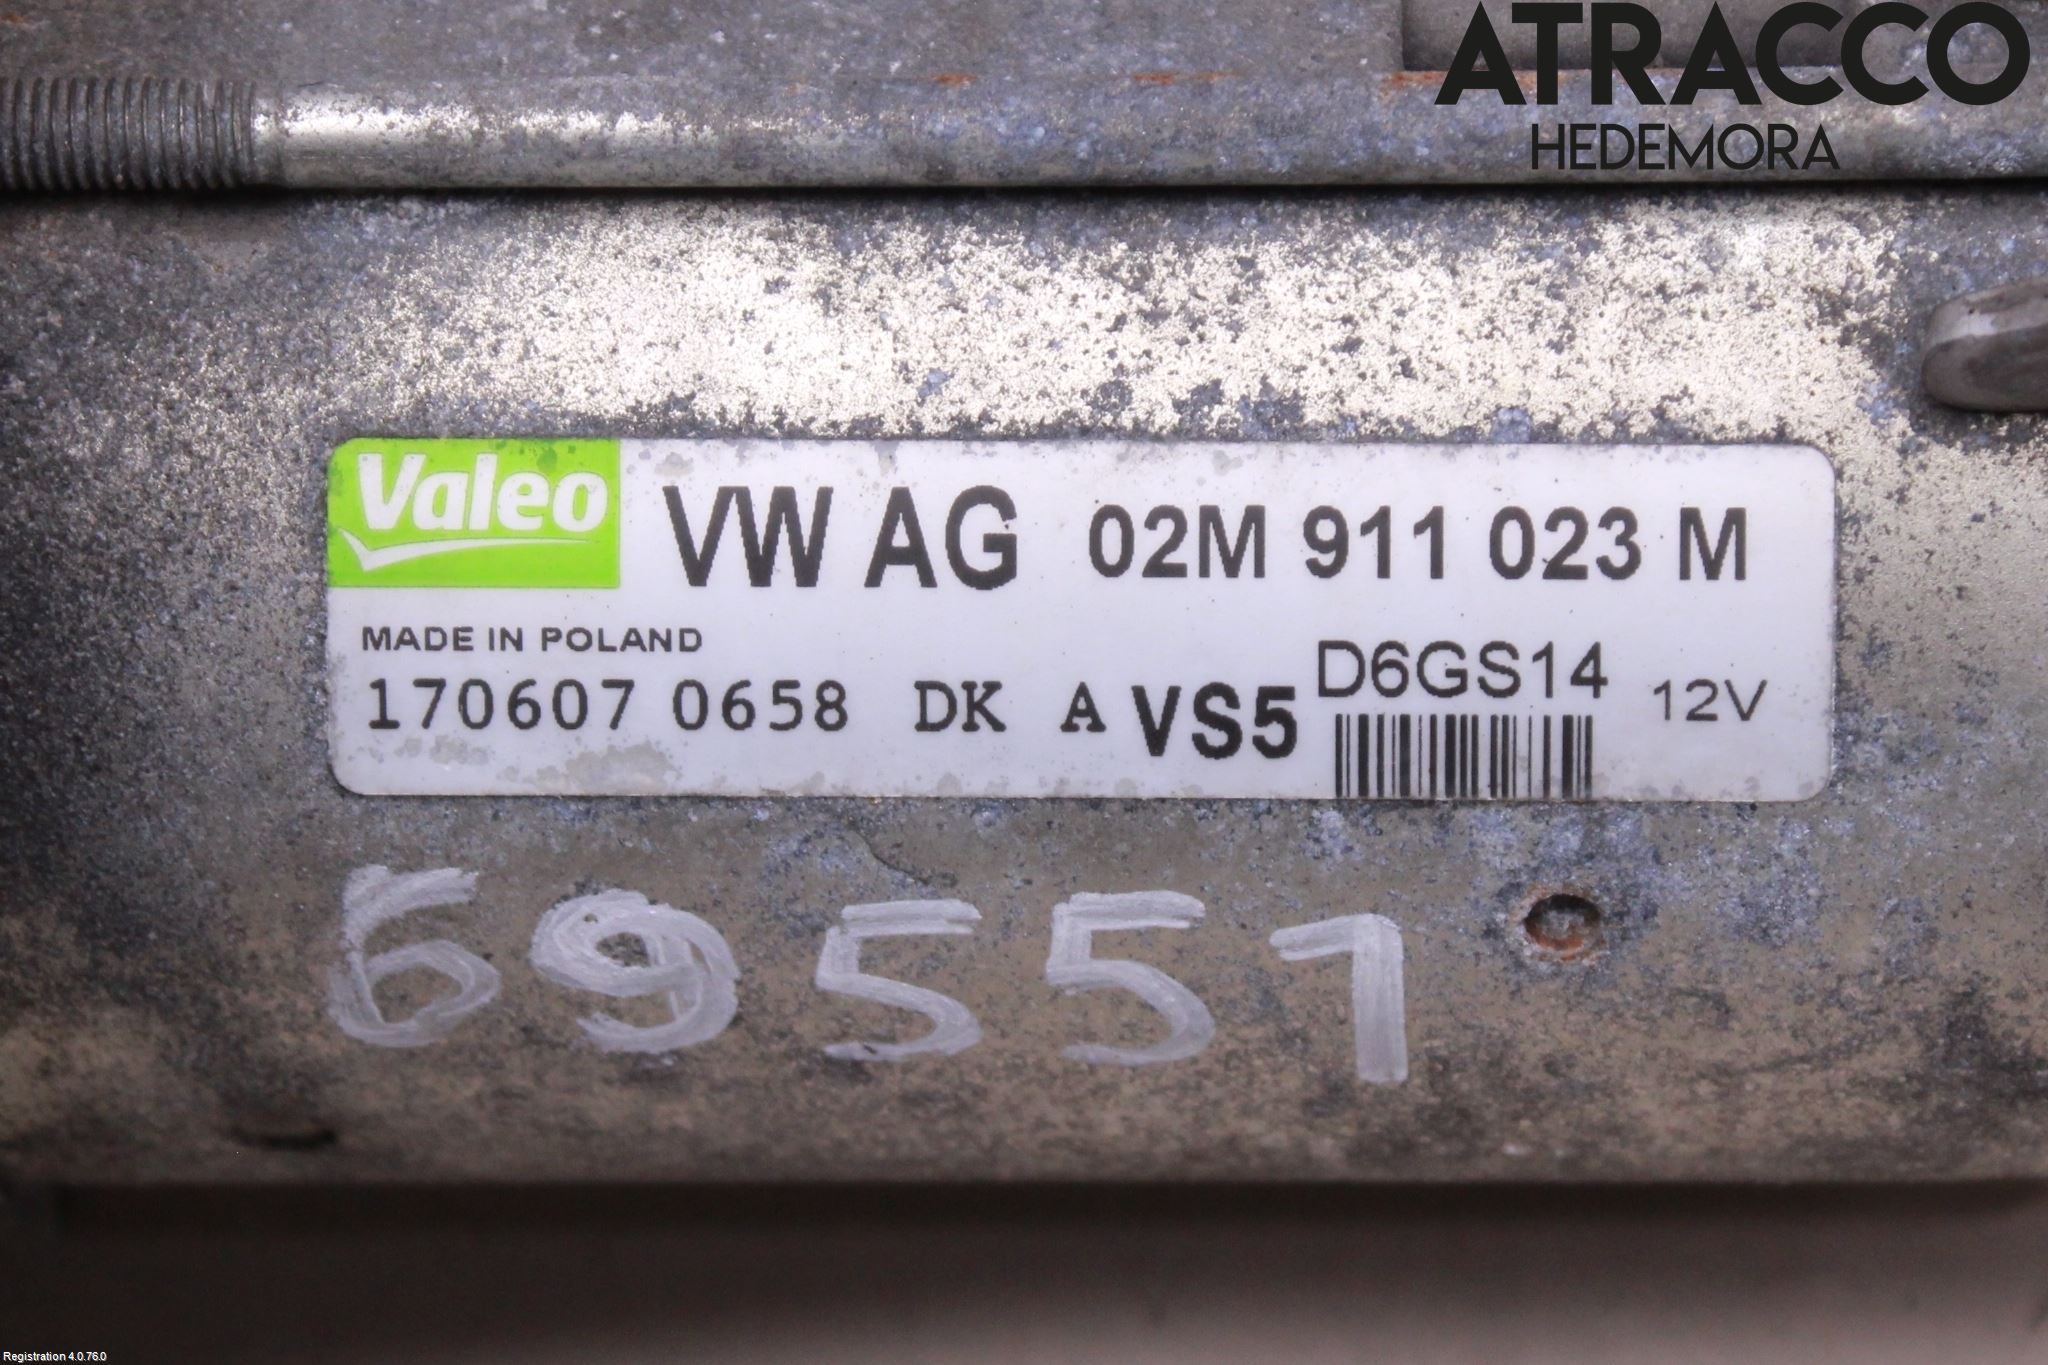 ATRACCO
HEDEMORA
Valeo VW AG 02M 911 023 M
MADE IN POLAND
170607 0658 DK A VS5 D6GS14 12V
69551
Registration 4.0.76.0